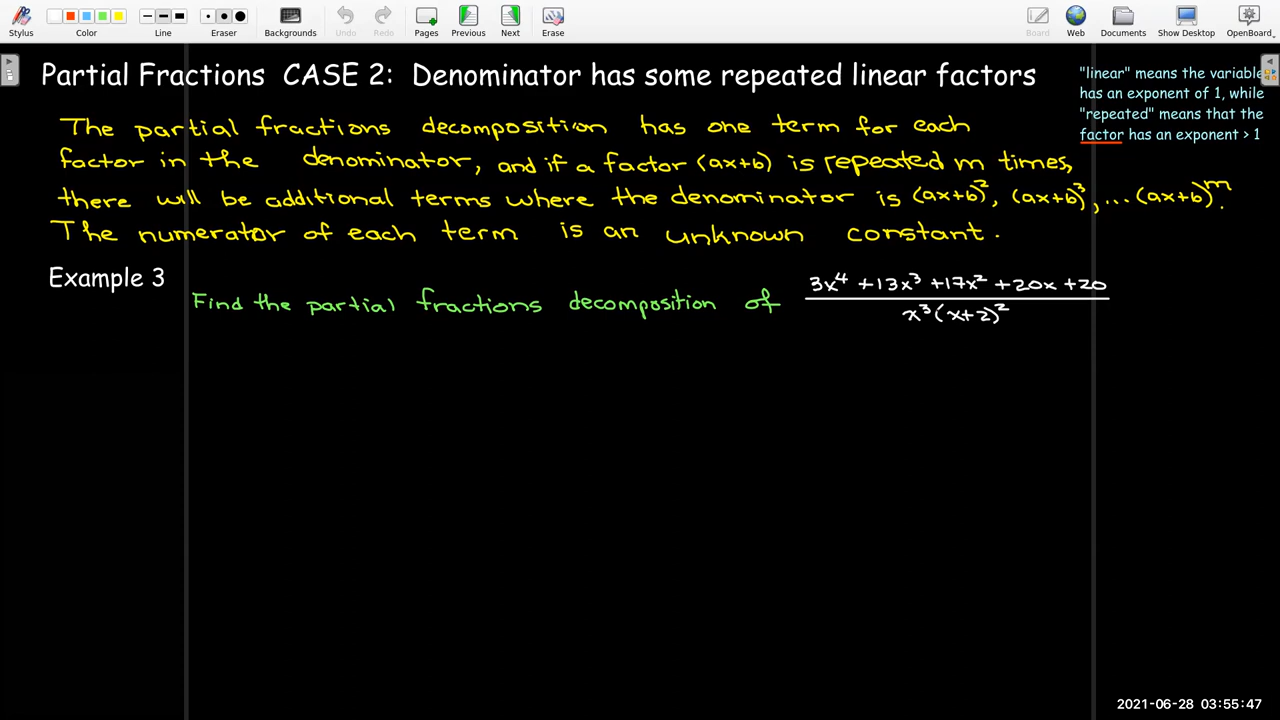 Stylus Color Line Eraser Backgrounds Undo Redo Pages Previous Next Erase Board Web Documents Show Desktop OpenBoard
Partial Fractions CASE 2: Denominator has some repeated linear factors
"linear" means the variable
has an exponent of 1, while
"repeated" means that the
factor has an exponent > 1
The partial fractions decomposition has one term for each
factor in the denominator, and if a factor (ax+b) is repeated m times,
there will be additional terms where the denominator is (ax+b)², (ax+b)³, ...(ax+b)^m.
The numerator of each term is an unknown constant.
Example 3
Find the partial fractions decomposition of
3x⁴ +13x³ +17x² +20x +20
x³(x+2)²
2021-06-28 03:55:47